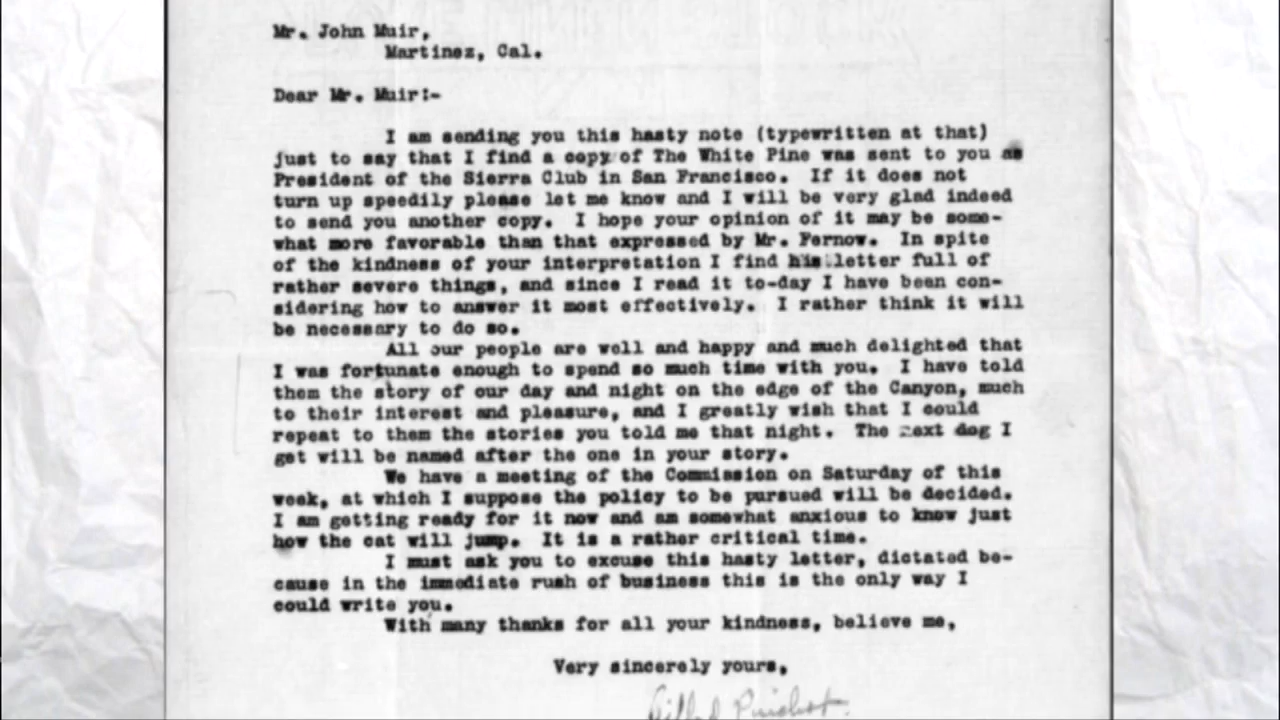 Mr. John Muir,
Martinez, Cal.
Dear Mr. Muir:-
I am sending you this hasty note (typewritten at that)
just to say that I find a copy of The White Pine was sent to you as
President of the Sierra Club in San Francisco. If it does not
turn up speedily please let me know and I will be very glad indeed
to send you another copy. I hope your opinion of it may be some-
what more favorable than that expressed by Mr. Fernow. In spite
of the kindness of your interpretation I find his letter full of
rather severe things, and since I read it to-day I have been con-
sidering how to answer it most effectively. I rather think it will
be necessary to do so.
All our people are well and happy and much delighted that
I was fortunate enough to spend so much time with you. I have told
them the story of our day and night on the edge of the Canyon, much
to their interest and pleasure, and I greatly wish that I could
repeat to them the stories you told me that night. The next dog I
get will be named after the one in your story.
We have a meeting of the Commission on Saturday of this
week, at which I suppose the policy to be pursued will be decided.
I am getting ready for it now and am somewhat anxious to know just
how the cat will jump. It is a rather critical time.
I must ask you to excuse this hasty letter, dictated be-
cause in the immediate rush of business this is the only way I
could write you.
With many thanks for all your kindness, believe me,
Very sincerely yours,
Gifford Pinchot.